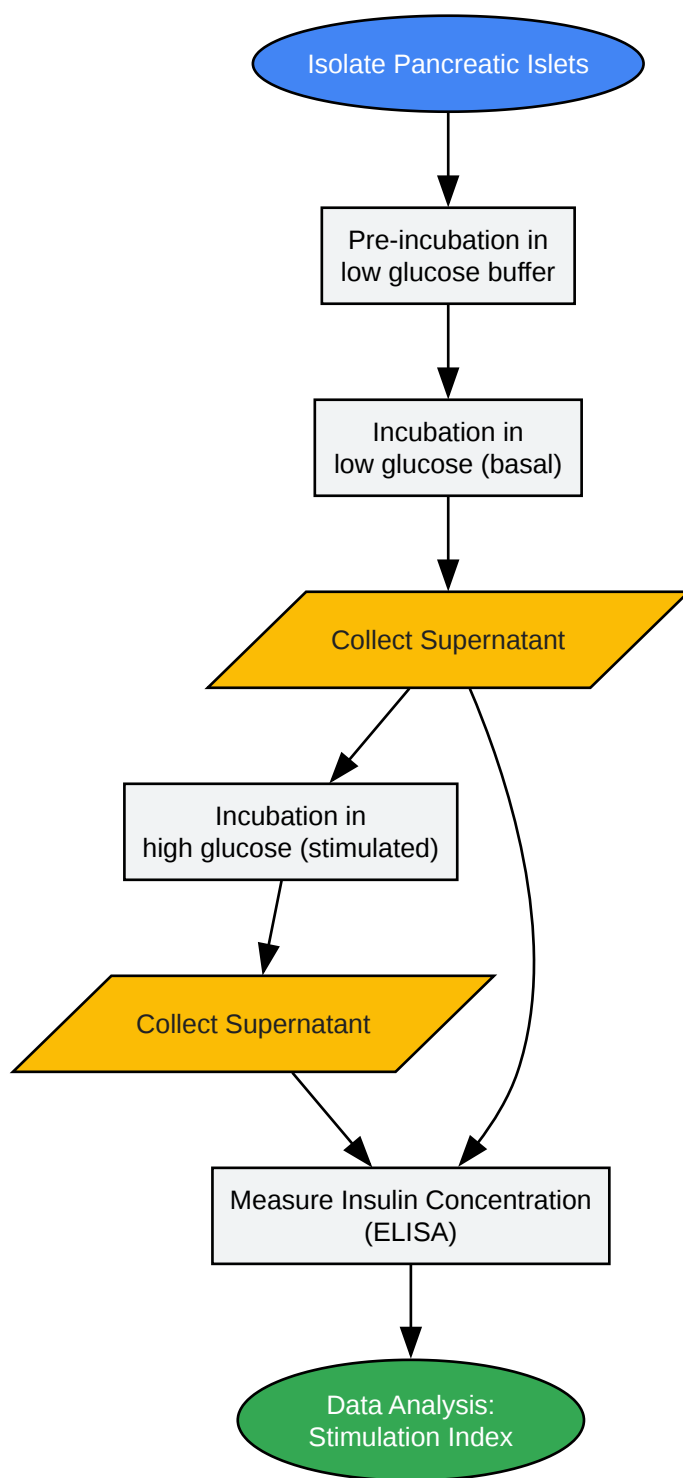 Isolate Pancreatic Islets
Pre-incubation in
low glucose buffer
Incubation in
low glucose (basal)
Collect Supernatant
Incubation in
high glucose (stimulated)
Collect Supernatant
Measure Insulin Concentration
(ELISA)
Data Analysis:
Stimulation Index